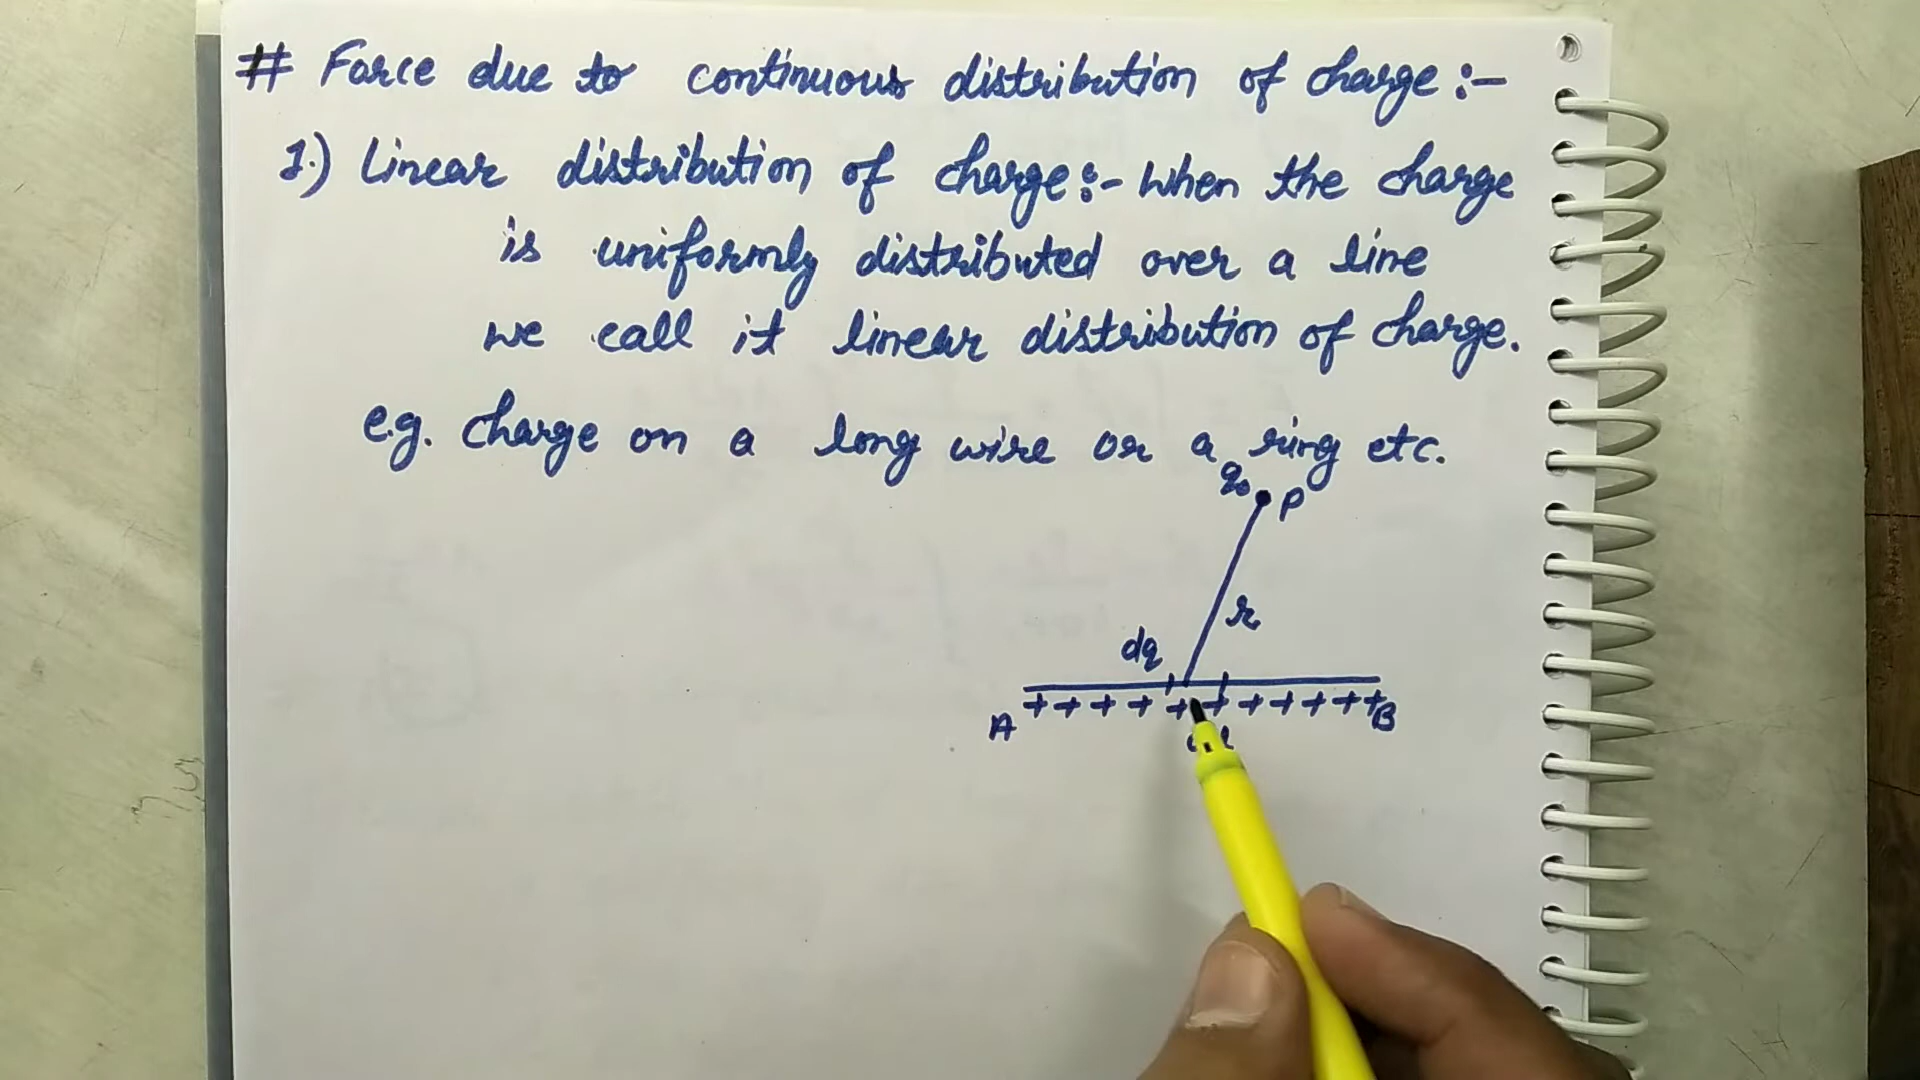 # Force due to continuous distribution of charge :-
1.) Linear distribution of charge :- When the charge
is uniformly distributed over a line
we call it linear distribution of charge.
e.g. charge on a long wire or a ring etc.
q₀ P
r
dq
+ + + + + + + + + + +
A B